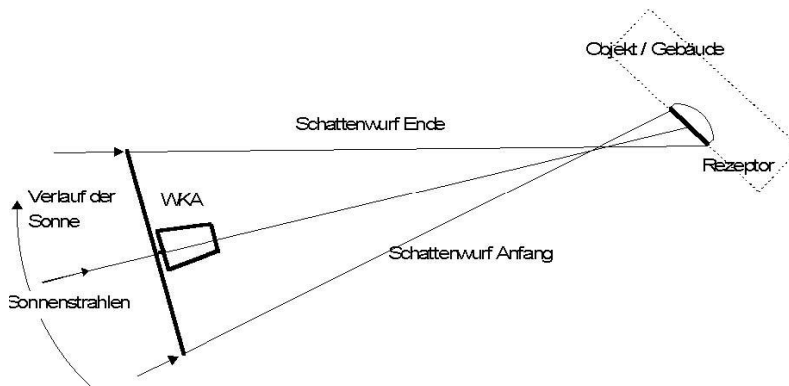 Objekt / Gebäude
Schattenwurf Ende
Rezeptor
Verlauf der
Sonne
WKA
Schattenwurf Anfang
Sonnenstrahlen